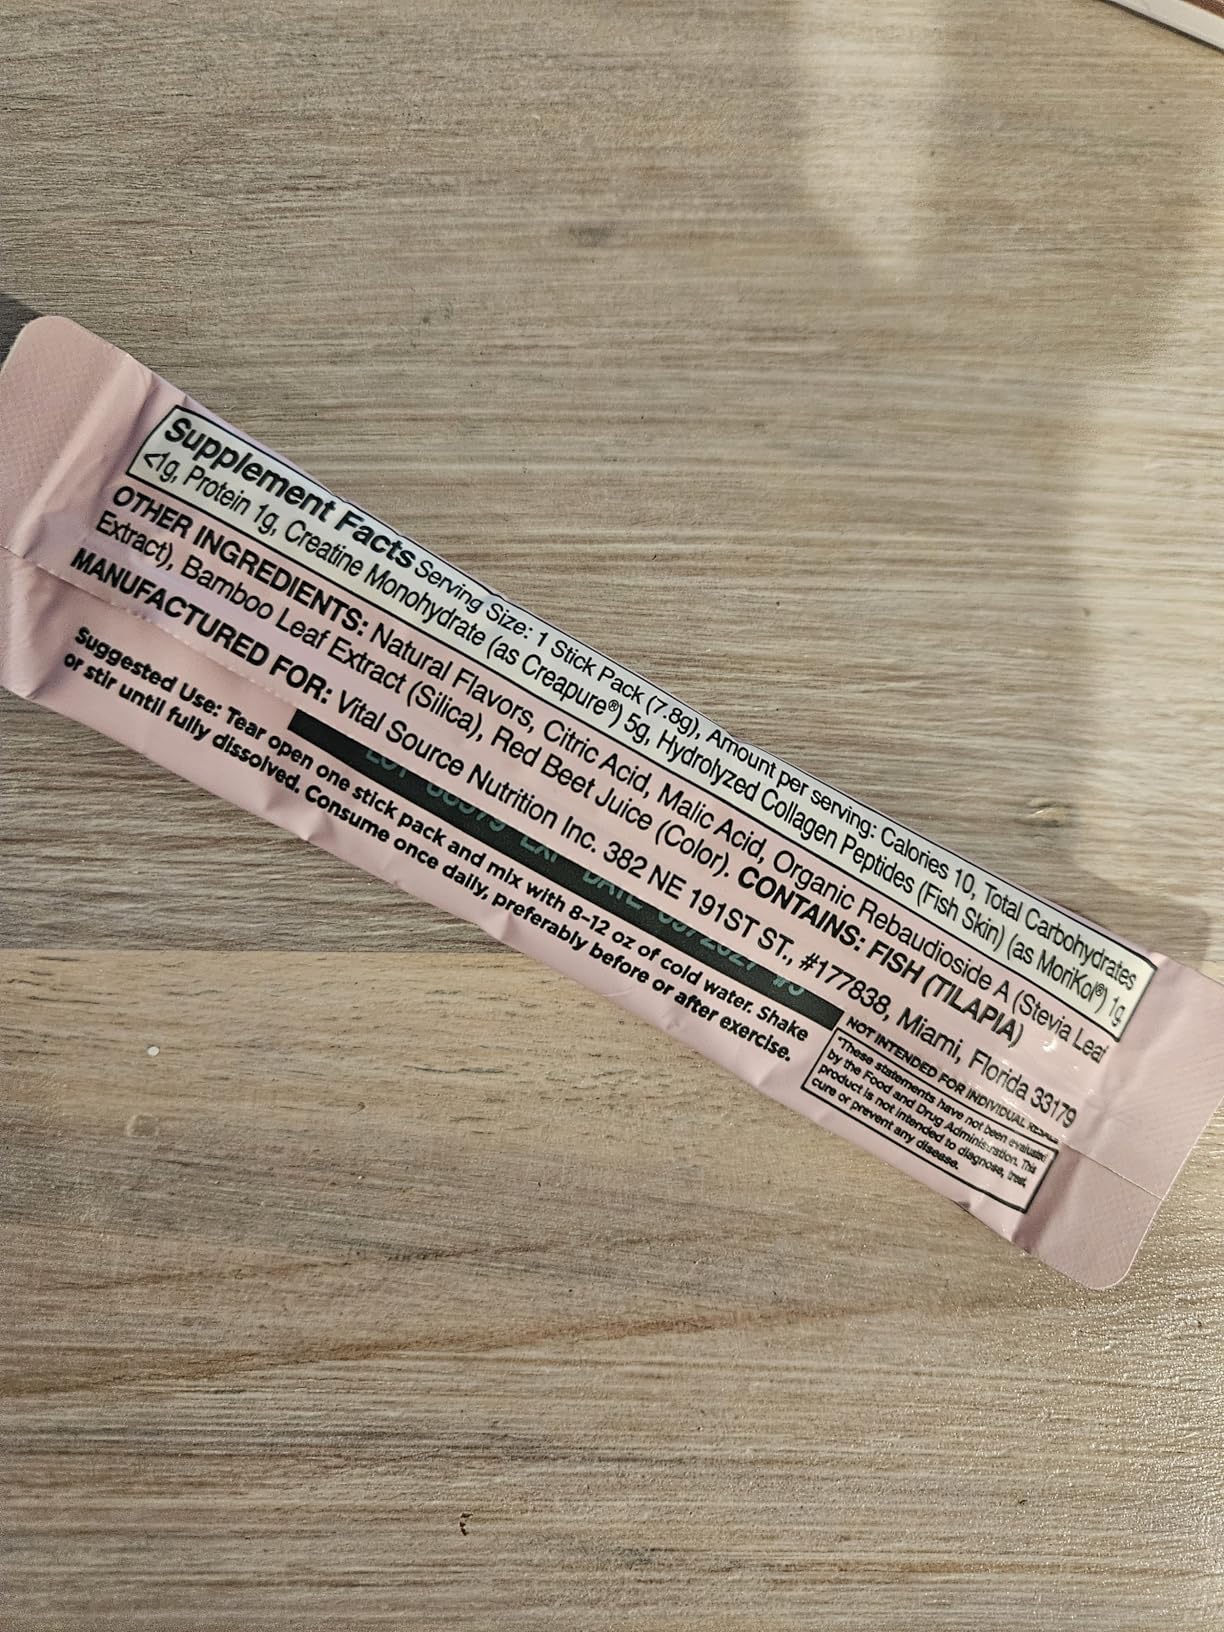 Supplement Facts Serving Size: 1 Stick Pack (7.8g), Amount per serving: Calories 10, Total Carbohydrates
<1g, Protein 1g, Creatine Monohydrate (as Creapure®) 5g, Hydrolyzed Collagen Peptides (Fish Skin) (as MoriKol®) 1g
OTHER INGREDIENTS: Natural Flavors, Citric Acid, Malic Acid, Organic Rebaudioside A (Stevia Leaf
Extract), Bamboo Leaf Extract (Silica), Red Beet Juice (Color). CONTAINS: FISH (TILAPIA)
MANUFACTURED FOR: Vital Source Nutrition Inc. 382 NE 191ST ST., #177838, Miami, Florida 33179
LOT EXP DATE
Suggested Use: Tear open one stick pack and mix with 8-12 oz of cold water. Shake
or stir until fully dissolved. Consume once daily, preferably before or after exercise.
NOT INTENDED FOR INDIVIDUAL RESALE
*These statements have not been evaluated
by the Food and Drug Administration. This
product is not intended to diagnose, treat,
cure or prevent any disease.